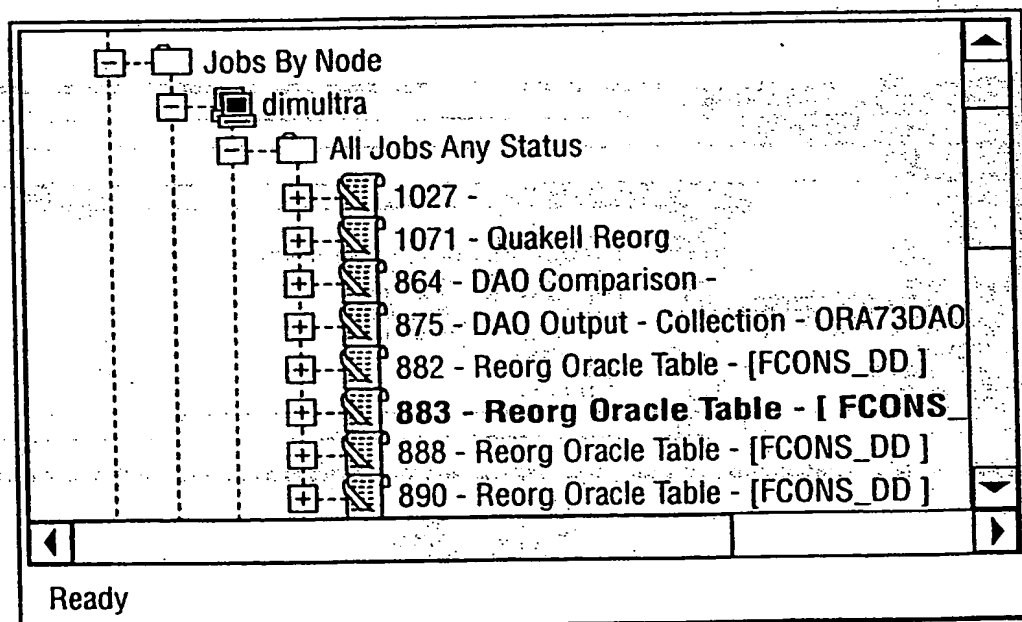 Jobs By Node
dimultra
All Jobs Any Status
1027 -
1071 - Quakell Reorg
864 - DAO Comparison -
875 - DAO Output - Collection - ORA73DAO
882 - Reorg Oracle Table - [FCONS_DD ]
883 - Reorg Oracle Table - [ FCONS_
888 - Reorg Oracle Table - [FCONS_DD ]
890 - Reorg Oracle Table - [FCONS_DD ]
Ready